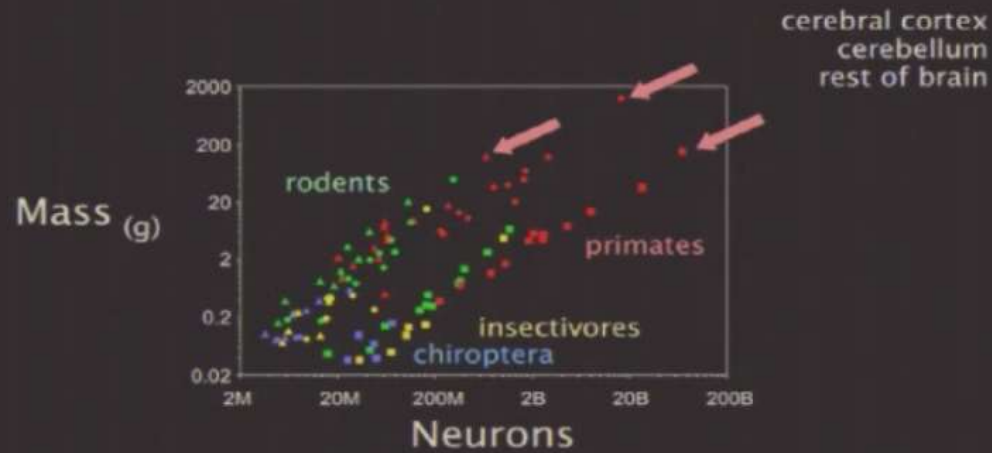 cerebral cortex
cerebellum
rest of brain
2000
200
20
2
0.2
0.02
Mass (g)
rodents
primates
insectivores
chiroptera
2M 20M 200M 2B 20B 200B
Neurons